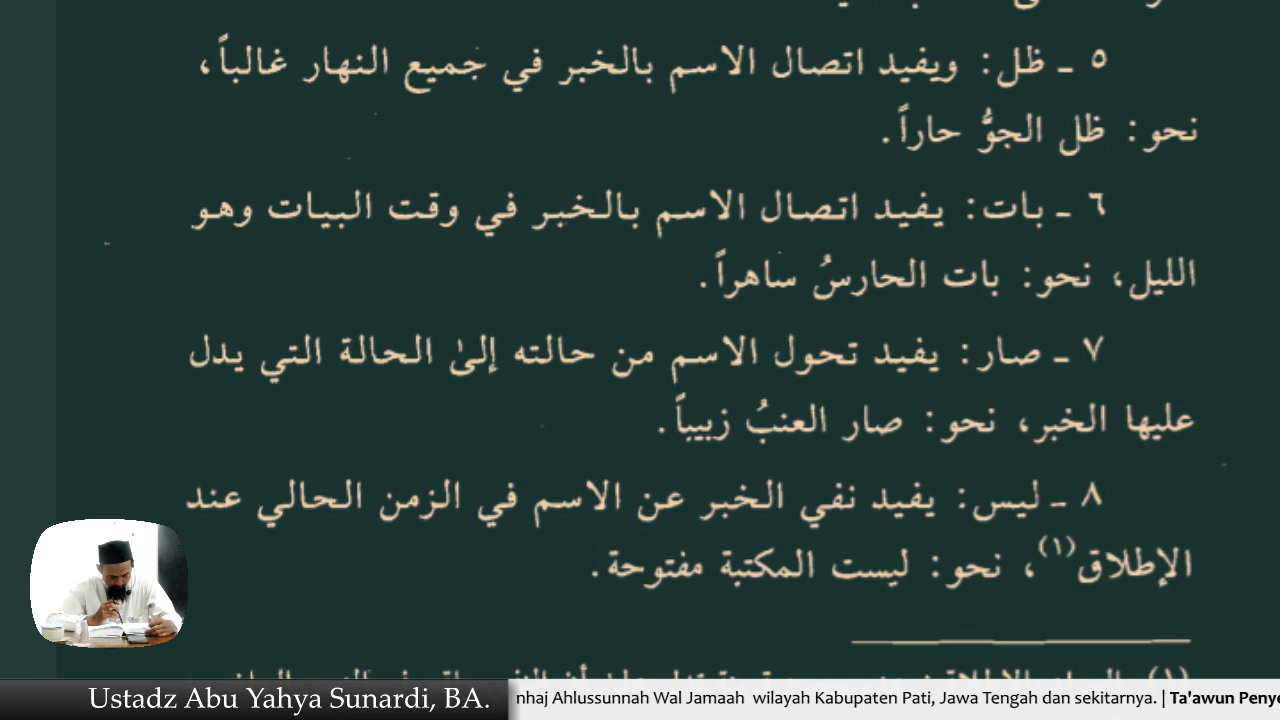 ٥ ـ ظل: ويفيد اتصال الاسم بالخبر في جميع النهار غالباً،
نحو: ظل الجوُّ حاراً.
٦ ـ بات: يفيد اتصال الاسم بالخبر في وقت البيات وهو
الليل، نحو: بات الحارسُ ساهراً.
٧ ـ صار: يفيد تحول الاسم من حالته إلىٰ الحالة التي يدل
عليها الخبر، نحو: صار العنبُ زبيباً.
٨ ـ ليس: يفيد نفي الخبر عن الاسم في الزمن الحالي عند
الإطلاق(١)، نحو: ليست المكتبة مفتوحة.
Ustadz Abu Yahya Sunardi, BA.
nhaj Ahlussunnah Wal Jamaah wilayah Kabupaten Pati, Jawa Tengah dan sekitarnya. | Ta'awun Penye